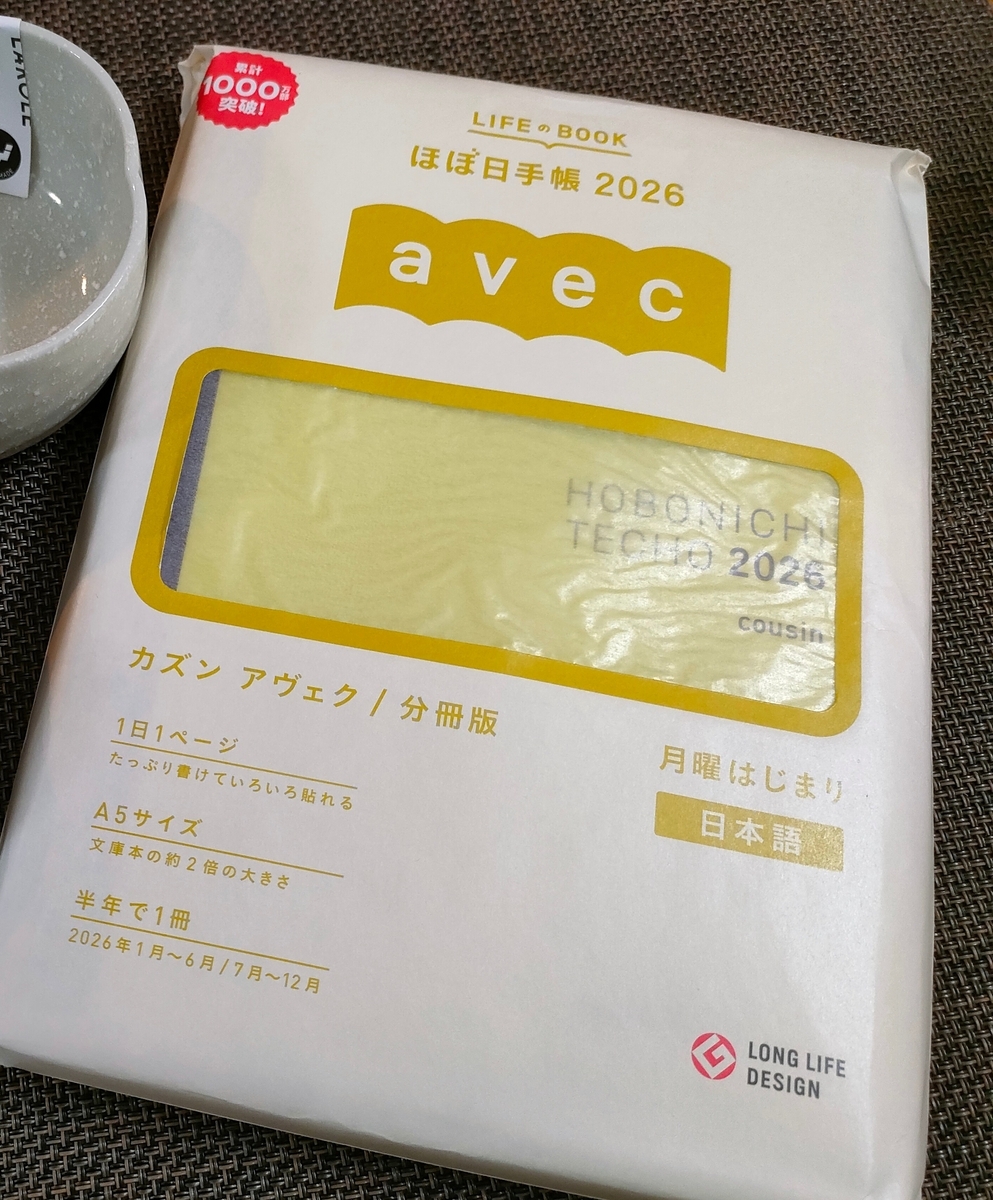 累計
1000万部
突破!
LIFEのBOOK
ほぼ日手帳 2026
avec
HOBONICHI
TECHO 2026
cousin
カズン アヴェク / 分冊版
1日1ページ
たっぷり書けていろいろ貼れる
A5サイズ
文庫本の約2倍の大きさ
半年で1冊
2026年1月〜6月/7月〜12月
月曜はじまり
日本語
LONG LIFE
DESIGN